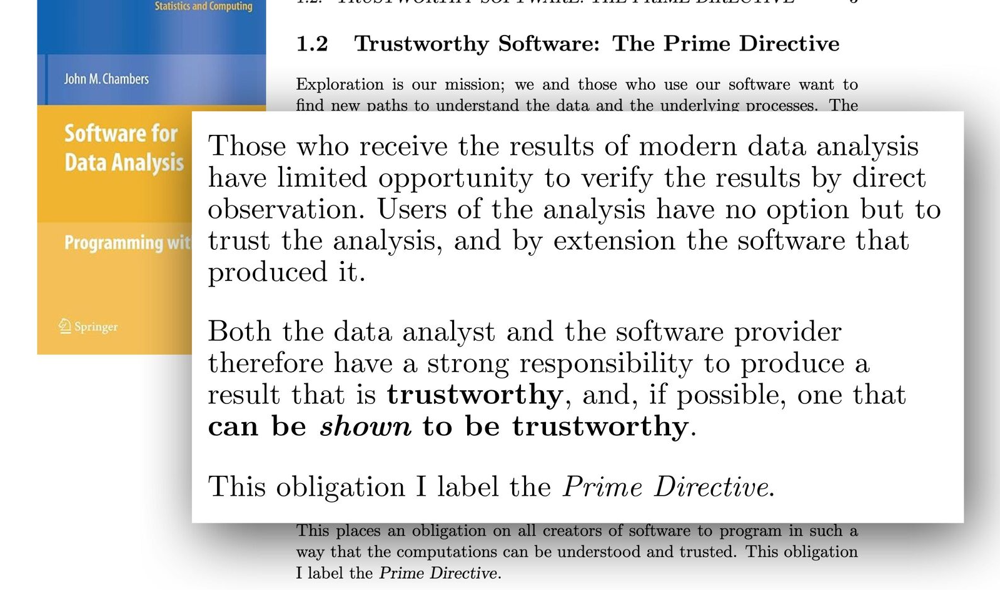 Statistics and Computing
John M. Chambers
Software for
Data Analysis
Programming wit
Springer
1.2. TRUSTWORTHY SOFTWARE: THE PRIME DIRECTIVE
1.2 Trustworthy Software: The Prime Directive
Exploration is our mission; we and those who use our software want to
find new paths to understand the data and the underlying processes. The
Those who receive the results of modern data analysis
have limited opportunity to verify the results by direct
observation. Users of the analysis have no option but to
trust the analysis, and by extension the software that
produced it.
Both the data analyst and the software provider
therefore have a strong responsibility to produce a
result that is trustworthy, and, if possible, one that
can be shown to be trustworthy.
This obligation I label the Prime Directive.
This places an obligation on all creators of software to program in such a
way that the computations can be understood and trusted. This obligation
I label the Prime Directive.